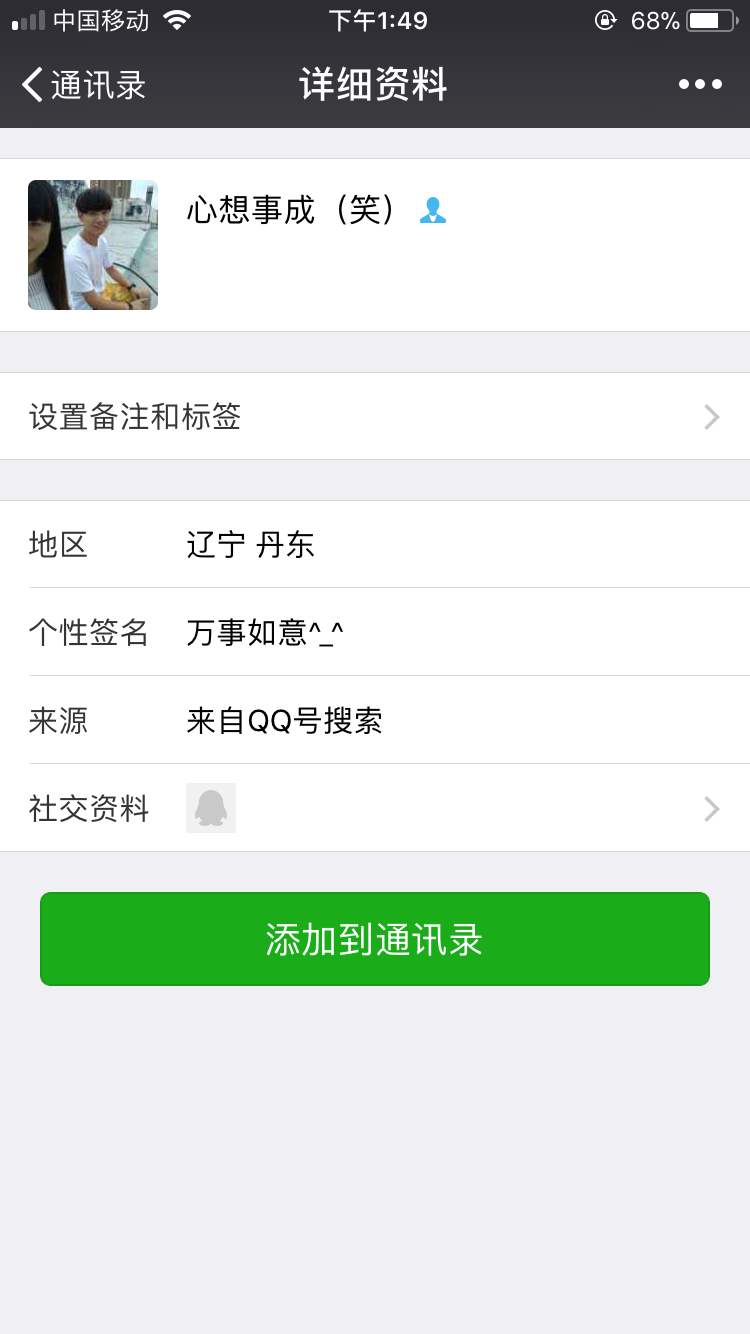 中国移动 下午1:49 68%
通讯录 详细资料
心想事成（笑）
设置备注和标签
地区 辽宁 丹东
个性签名 万事如意^_^
来源 来自QQ号搜索
社交资料
添加到通讯录